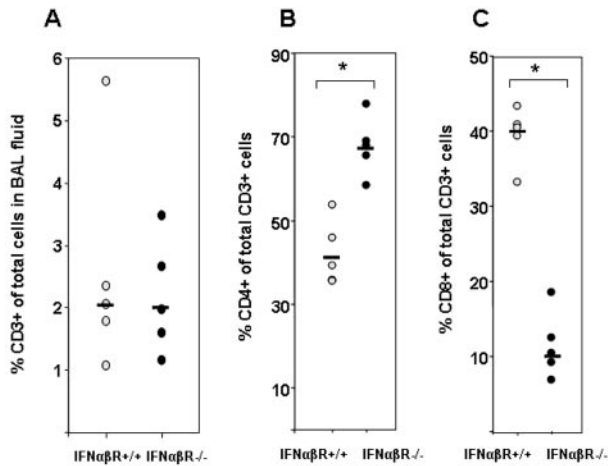 A
% CD3+ of total cells in BAL fluid
6
5
4
3
2
1
IFNαβR+/+ IFNαβR-/-
B
% CD4+ of total CD3+ cells
90
70
50
30
10
*
IFNαβR+/+ IFNαβR-/-
C
% CD8+ of total CD3+ cells
50
40
30
20
10
*
IFNαβR+/+ IFNαβR-/-